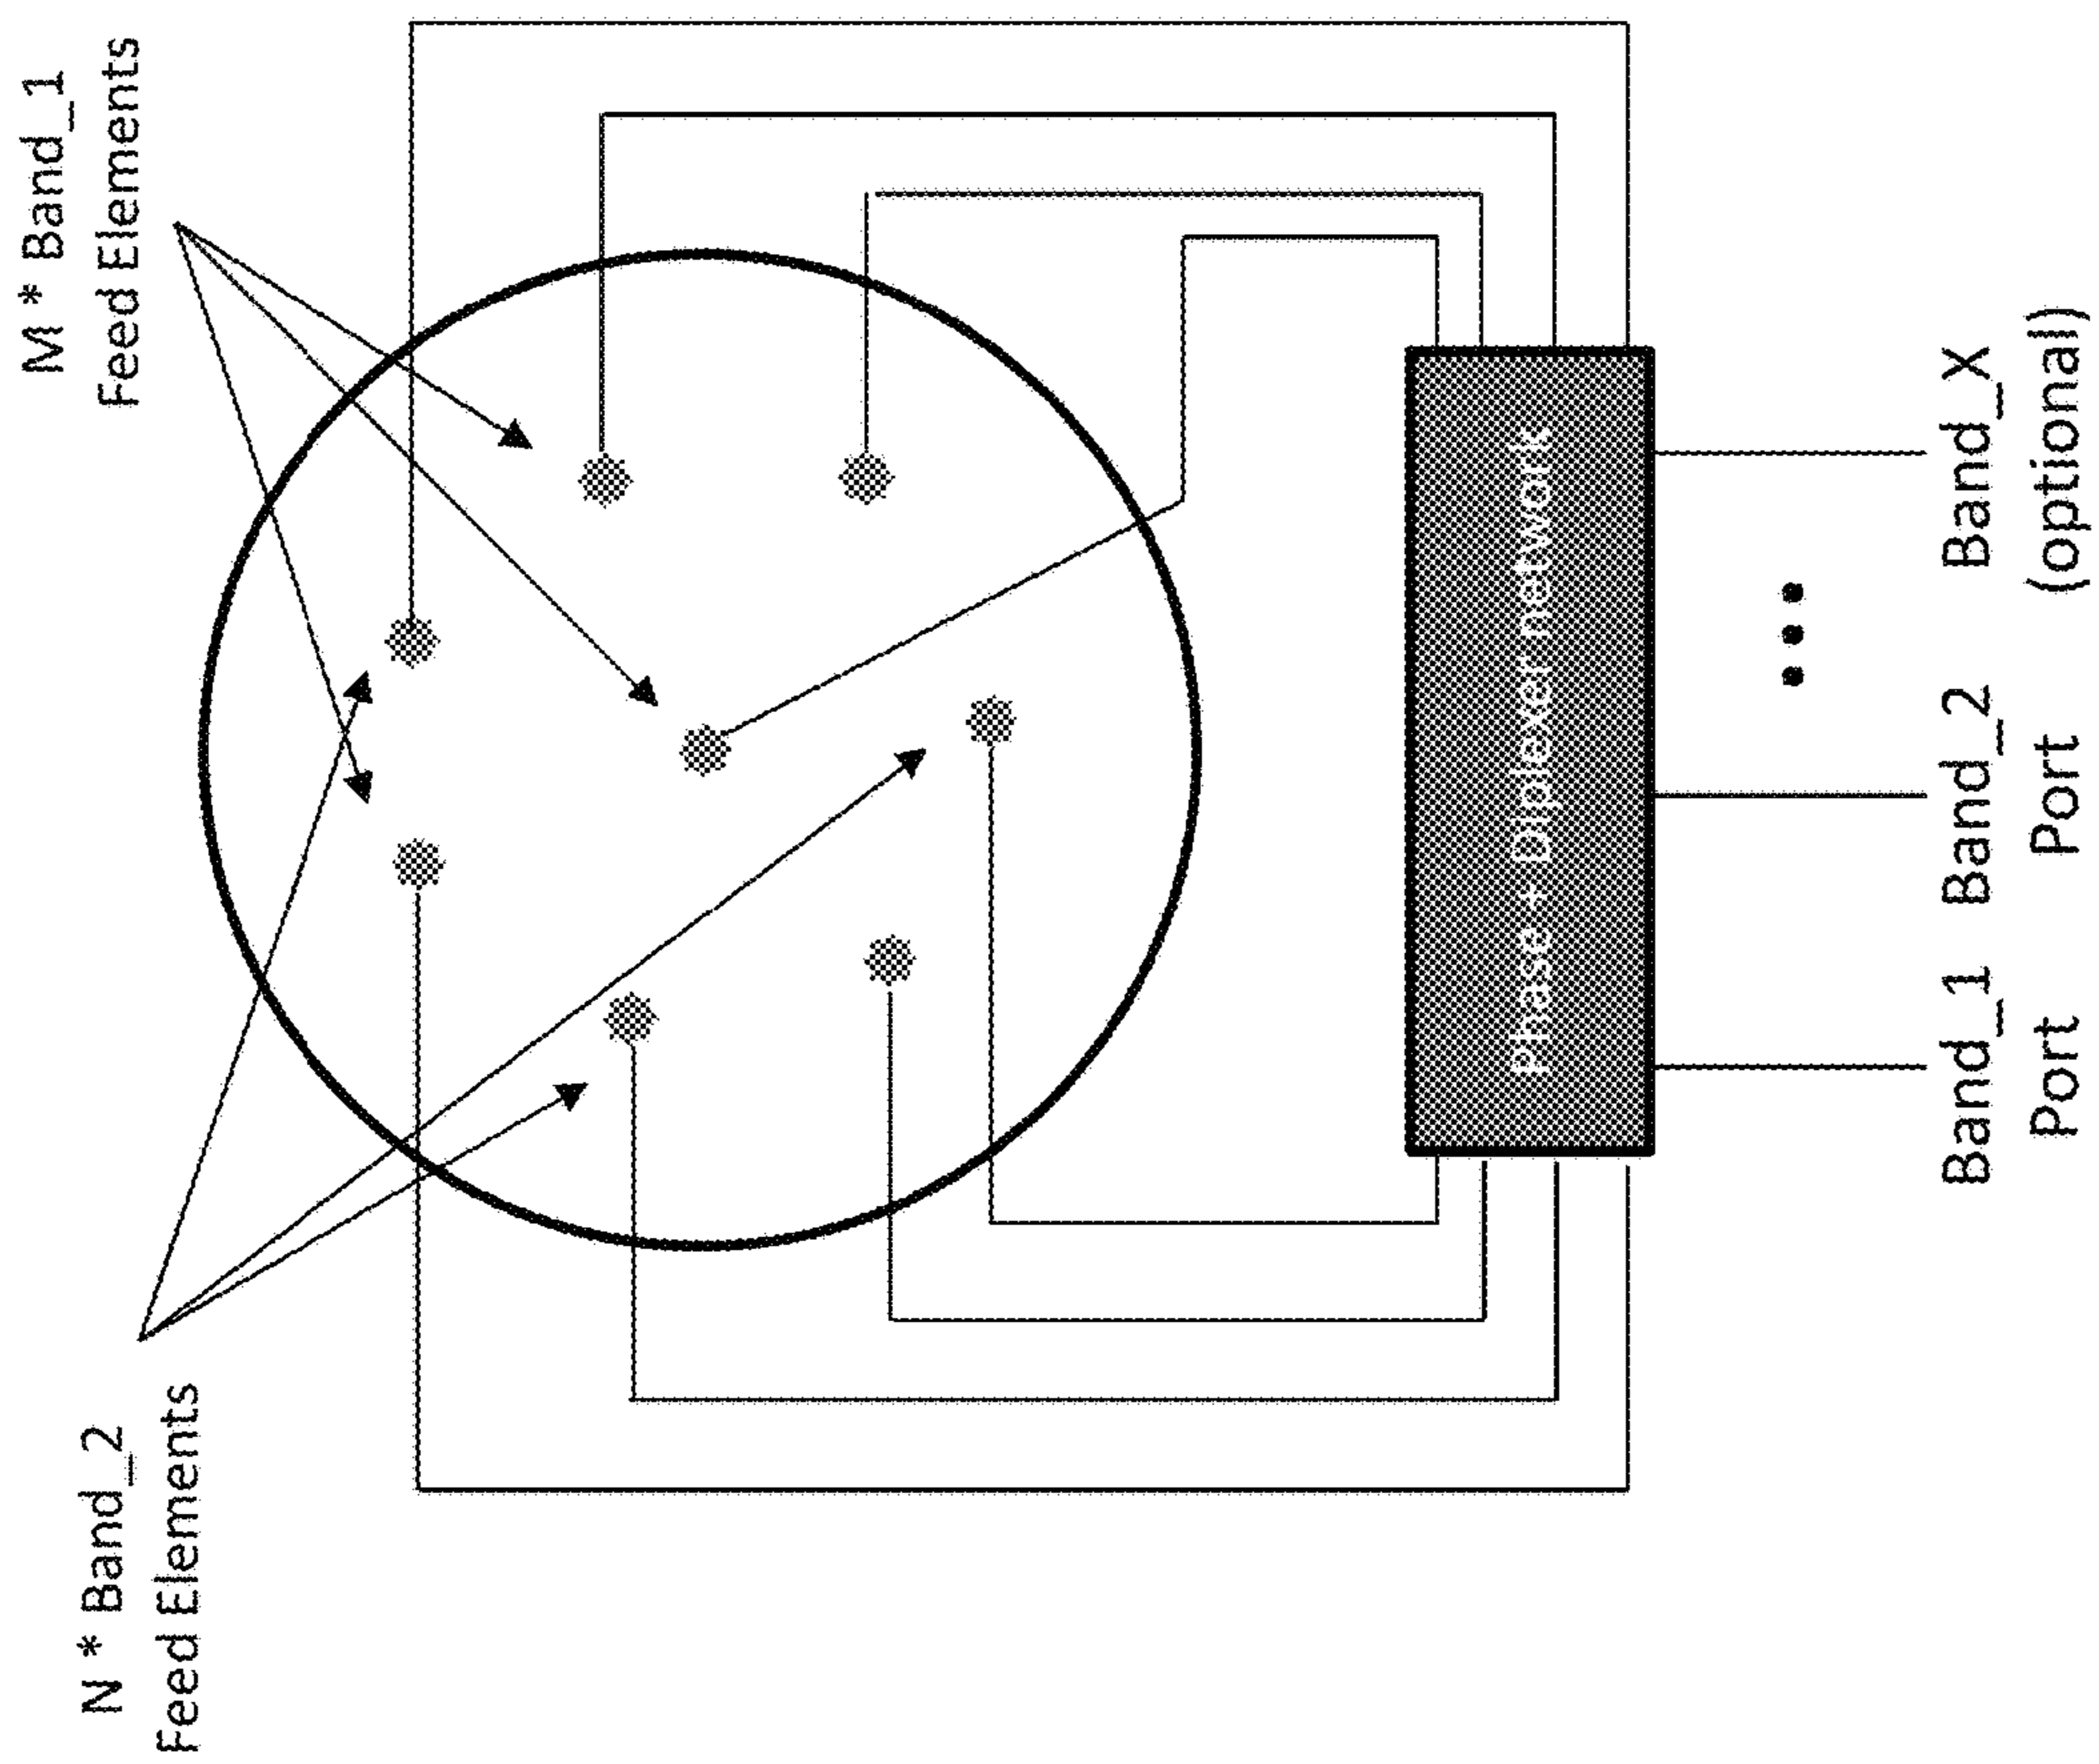 N * Band_2
Feed Elements
M * Band_1
Feed Elements
Phase + Diplexer network
Band_1
Port
Band_2
Port
Band_X
(optional)